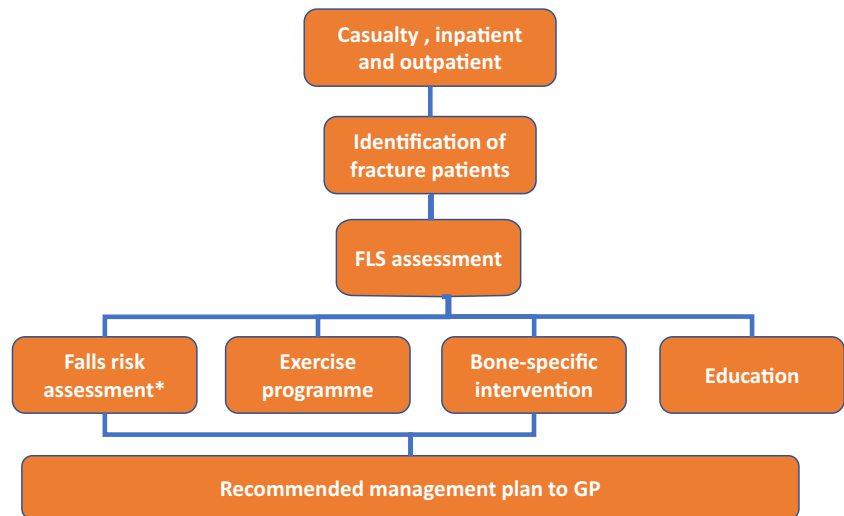 Casualty , inpatient
and outpatient
Identification of
fracture patients
FLS assessment
Falls risk
assessment*
Exercise
programme
Bone-specific
intervention
Education
Recommended management plan to GP